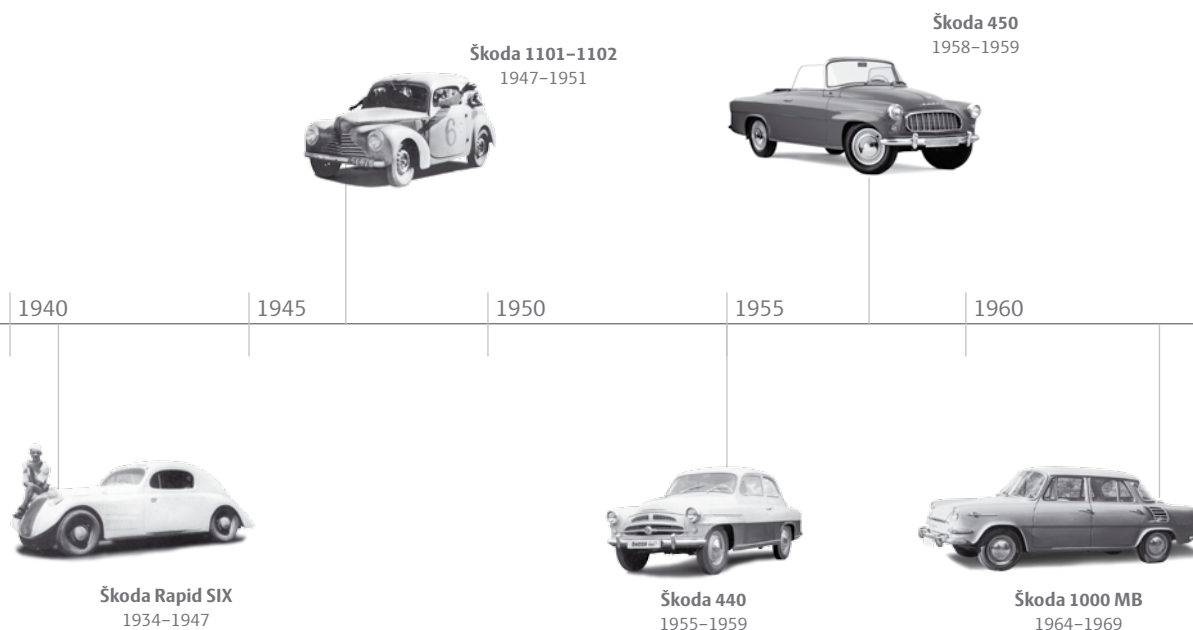 Škoda 450
1958–1959
Škoda 1101–1102
1947–1951
6
1940
1945
1950
1955
1960
Škoda Rapid SIX
1934–1947
Škoda 440
1955–1959
Škoda 1000 MB
1964–1969